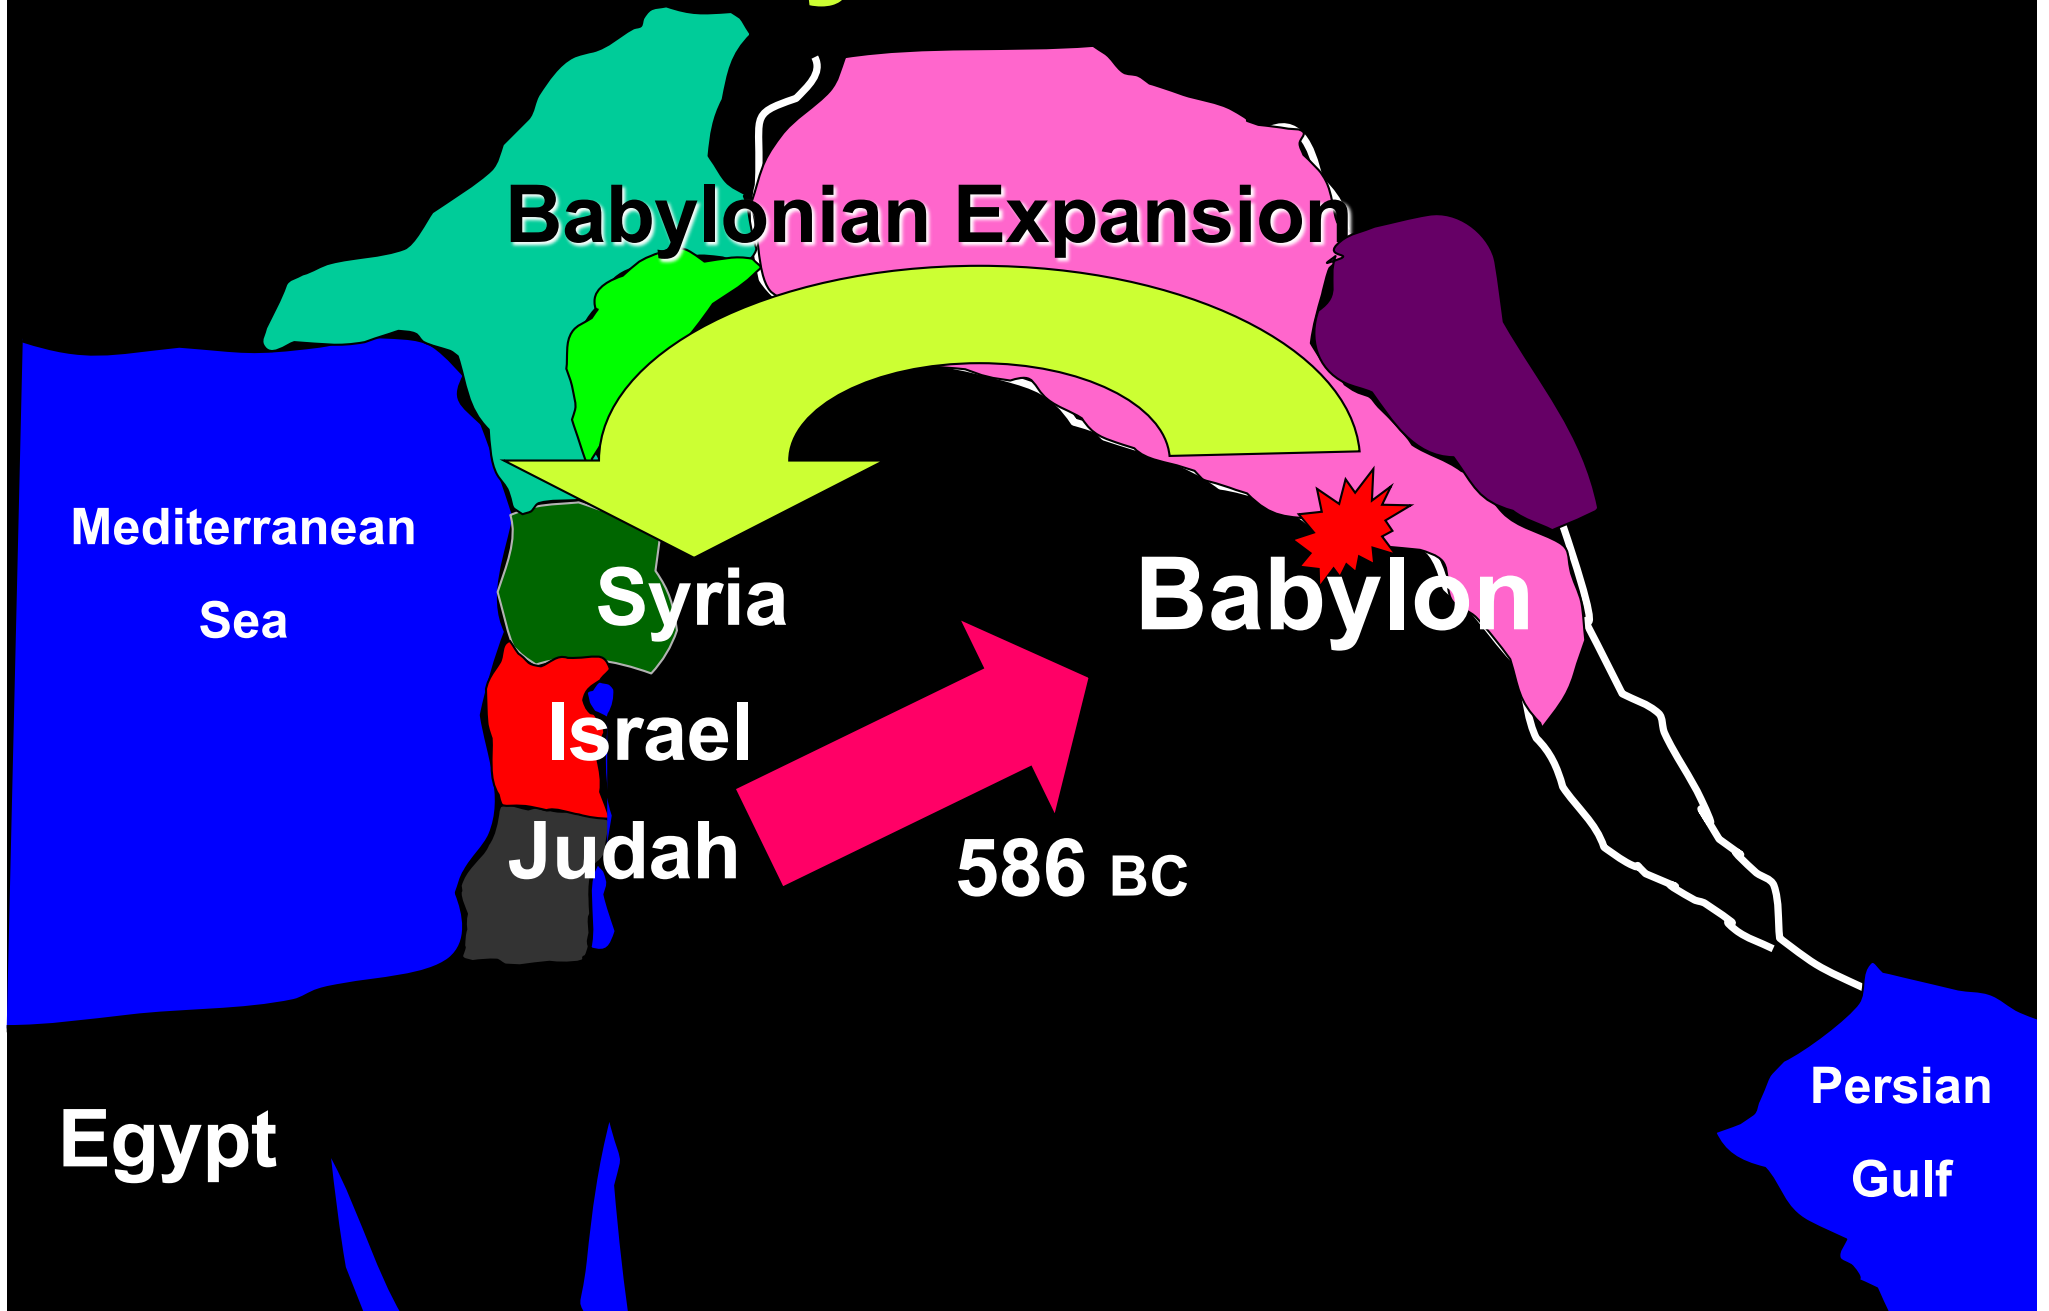 Babylonian Expansion
Mediterranean
Sea
Syria
Babylon
Israel
Judah
586 BC
Egypt
Persian
Gulf